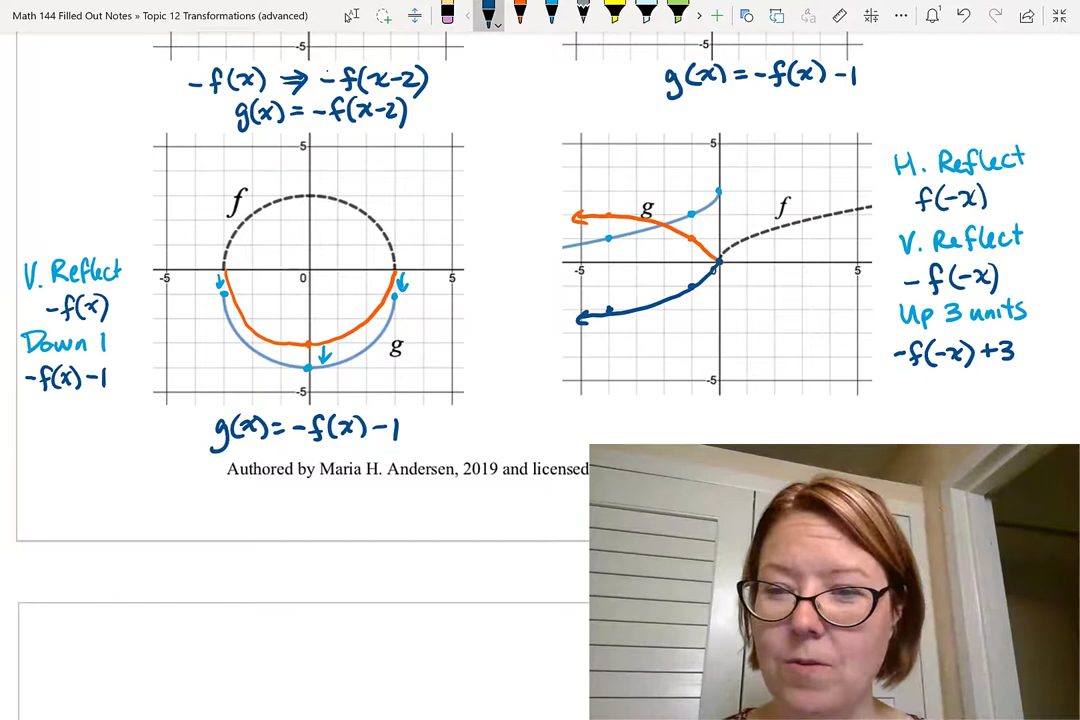 Math 144 Filled Out Notes » Topic 12 Transformations (advanced)
-5
-5
-f(x) ⇒ -f(x-2)
g(x) = -f(x-2)
g(x) = -f(x) -1
5
f
-5
0
5
g
-5
V. Reflect
-f(x)
Down 1
-f(x)-1
g(x) = -f(x) -1
5
g
f
-5
0
5
-5
H. Reflect
f(-x)
V. Reflect
-f(-x)
Up 3 units
-f(-x)+3
Authored by Maria H. Andersen, 2019 and licensed